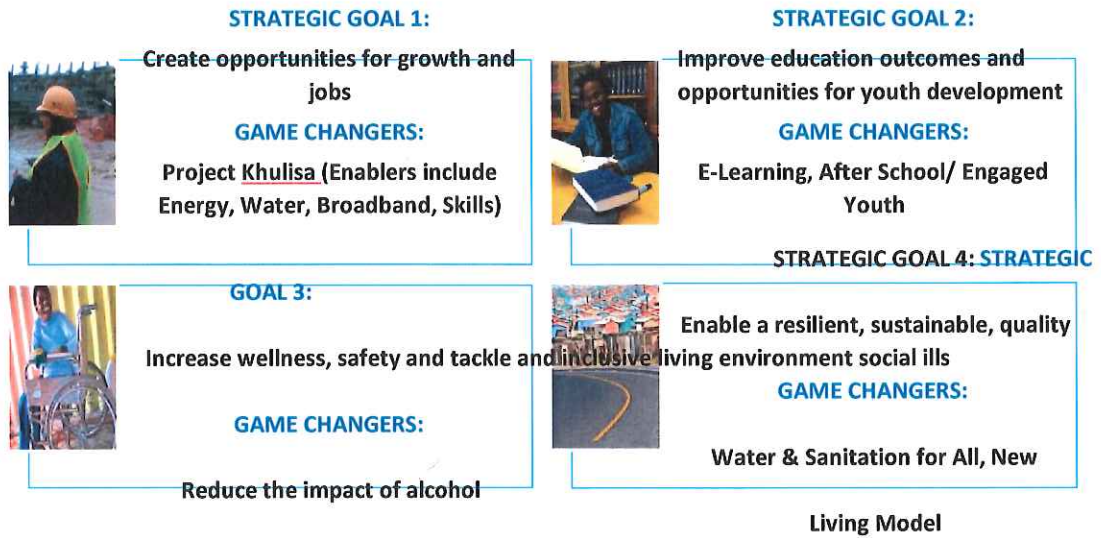 STRATEGIC GOAL 1:
Create opportunities for growth and
jobs
GAME CHANGERS:
Project Khulisa (Enablers include
Energy, Water, Broadband, Skills)
STRATEGIC GOAL 2:
Improve education outcomes and
opportunities for youth development
GAME CHANGERS:
E-Learning, After School/ Engaged
Youth
STRATEGIC GOAL 4: STRATEGIC
GOAL 3:
Enable a resilient, sustainable, quality
Increase wellness, safety and tackle and inclusive living environment social ills
GAME CHANGERS:
GAME CHANGERS:
Water & Sanitation for All, New
Reduce the impact of alcohol
Living Model